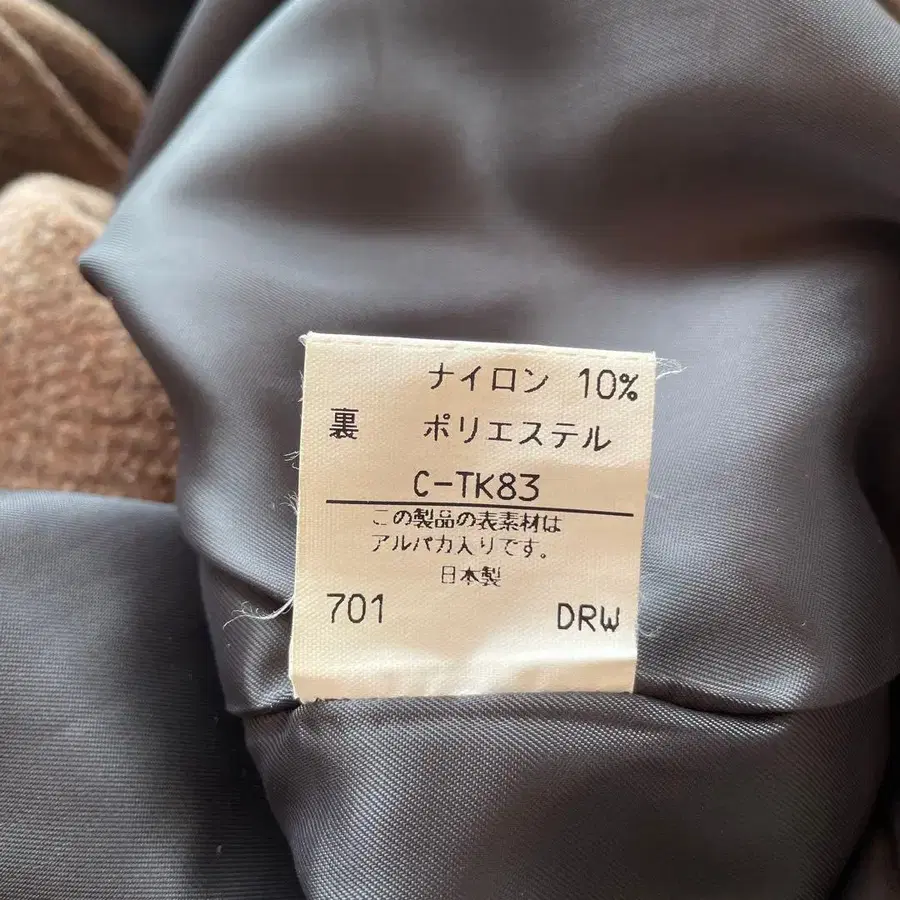 ナイロン 10%
裏 ポリエステル
C-TK83
この製品の表素材は
アルパカ入りです。
日本製
701 DRW